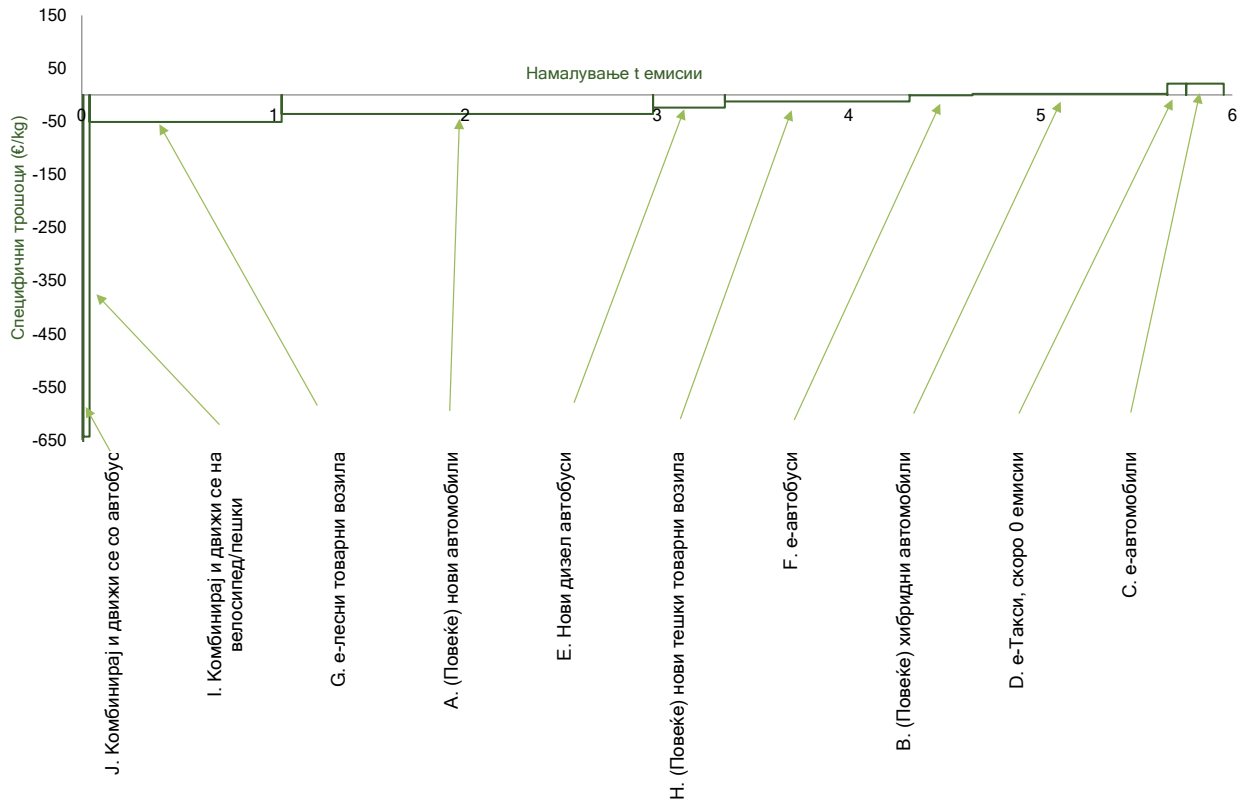 150
50
-50
-150
-250
-350
-450
-550
-650
Специфични трошоци (€/kg)
Намалување t емисии
0
1
2
3
4
5
6
J. Комбинирај и движи се со автобус
I. Комбинирај и движи се на
велосипед/пешки
G. е-лесни товарни возила
A. (Повеќе) нови автомобили
E. Нови дизел автобуси
H. (Повеќе) нови тешки товарни возила
F. е-автобуси
B. (Повеќе) хибридни автомобили
D. е-Такси, скоро 0 емисии
C. е-автомобили